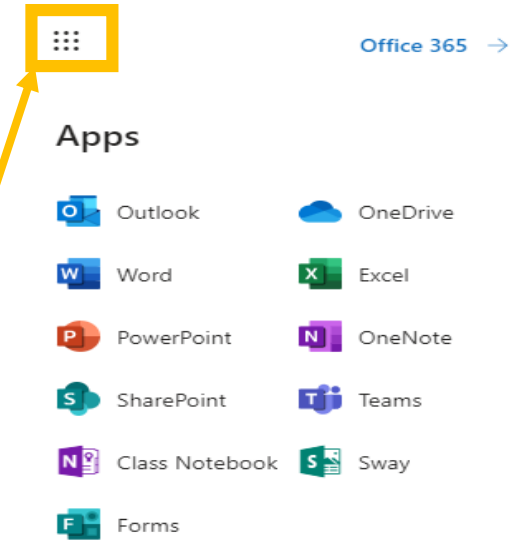 Office 365 →
Apps
Outlook OneDrive
Word Excel
PowerPoint OneNote
SharePoint Teams
Class Notebook Sway
Forms